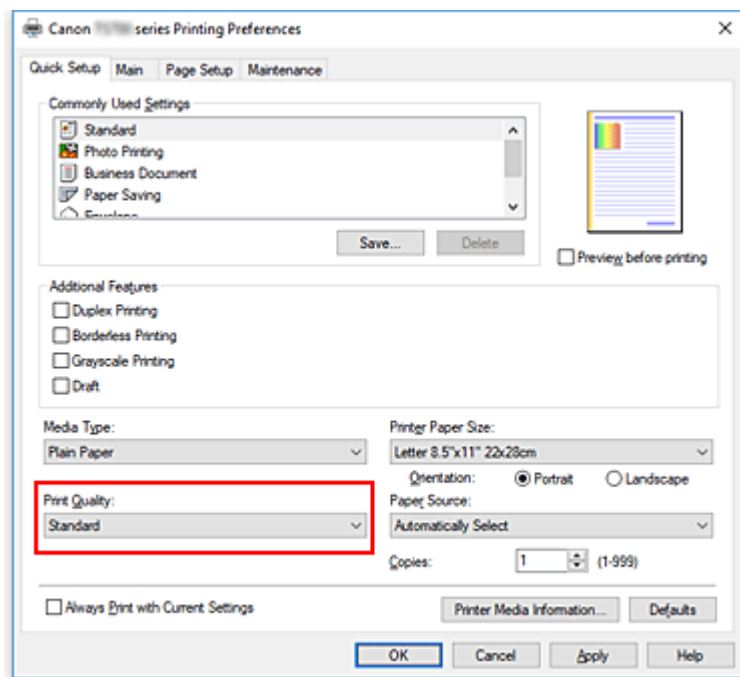 Canon series Printing Preferences
Quick Setup Main Page Setup Maintenance
Commonly Used Settings
Standard
Photo Printing
Business Document
Paper Saving
Save... Delete
Preview before printing
Additional Features
Duplex Printing
Borderless Printing
Grayscale Printing
Draft
Media Type:
Plain Paper
Printer Paper Size:
Letter 8.5"x11" 22x28cm
Orientation: Portrait Landscape
Print Quality:
Standard
Paper Source:
Automatically Select
Copies: 1 (1-999)
Always Print with Current Settings
Printer Media Information... Defaults
OK Cancel Apply Help